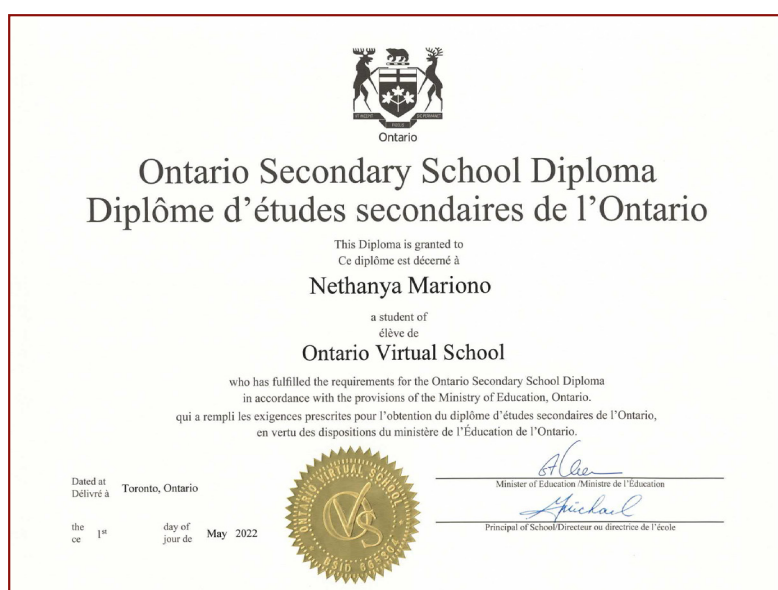 Ontario
Ontario Secondary School Diploma
Diplôme d'études secondaires de l'Ontario
This Diploma is granted to
Ce diplôme est décerné à
Nethanya Mariono
a student of
élève de
Ontario Virtual School
who has fulfilled the requirements for the Ontario Secondary School Diploma
in accordance with the provisions of the Ministry of Education, Ontario.
qui a rempli les exigences prescrites pour l'obtention du diplôme d'études secondaires de l'Ontario,
en vertu des dispositions du ministère de l'Éducation de l'Ontario.
Dated at
Délivré à
Toronto, Ontario
Minister of Education /Ministre de l'Éducation
the
ce
1st
day of
jour de
May 2022
Principal of School/Directeur ou directrice de l'école
ONTARIO VIRTUAL SCHOOL
OVS
BSID